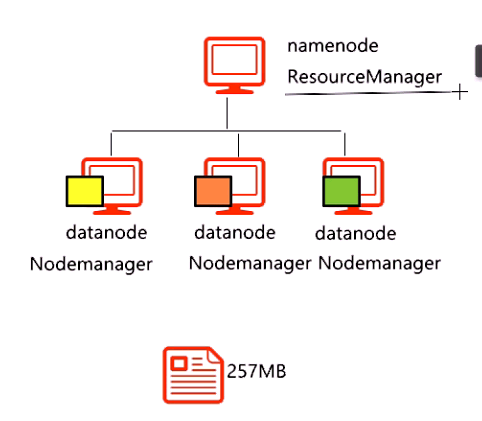 namenode
ResourceManager
datanode datanode datanode
Nodemanager Nodemanager Nodemanager
257MB